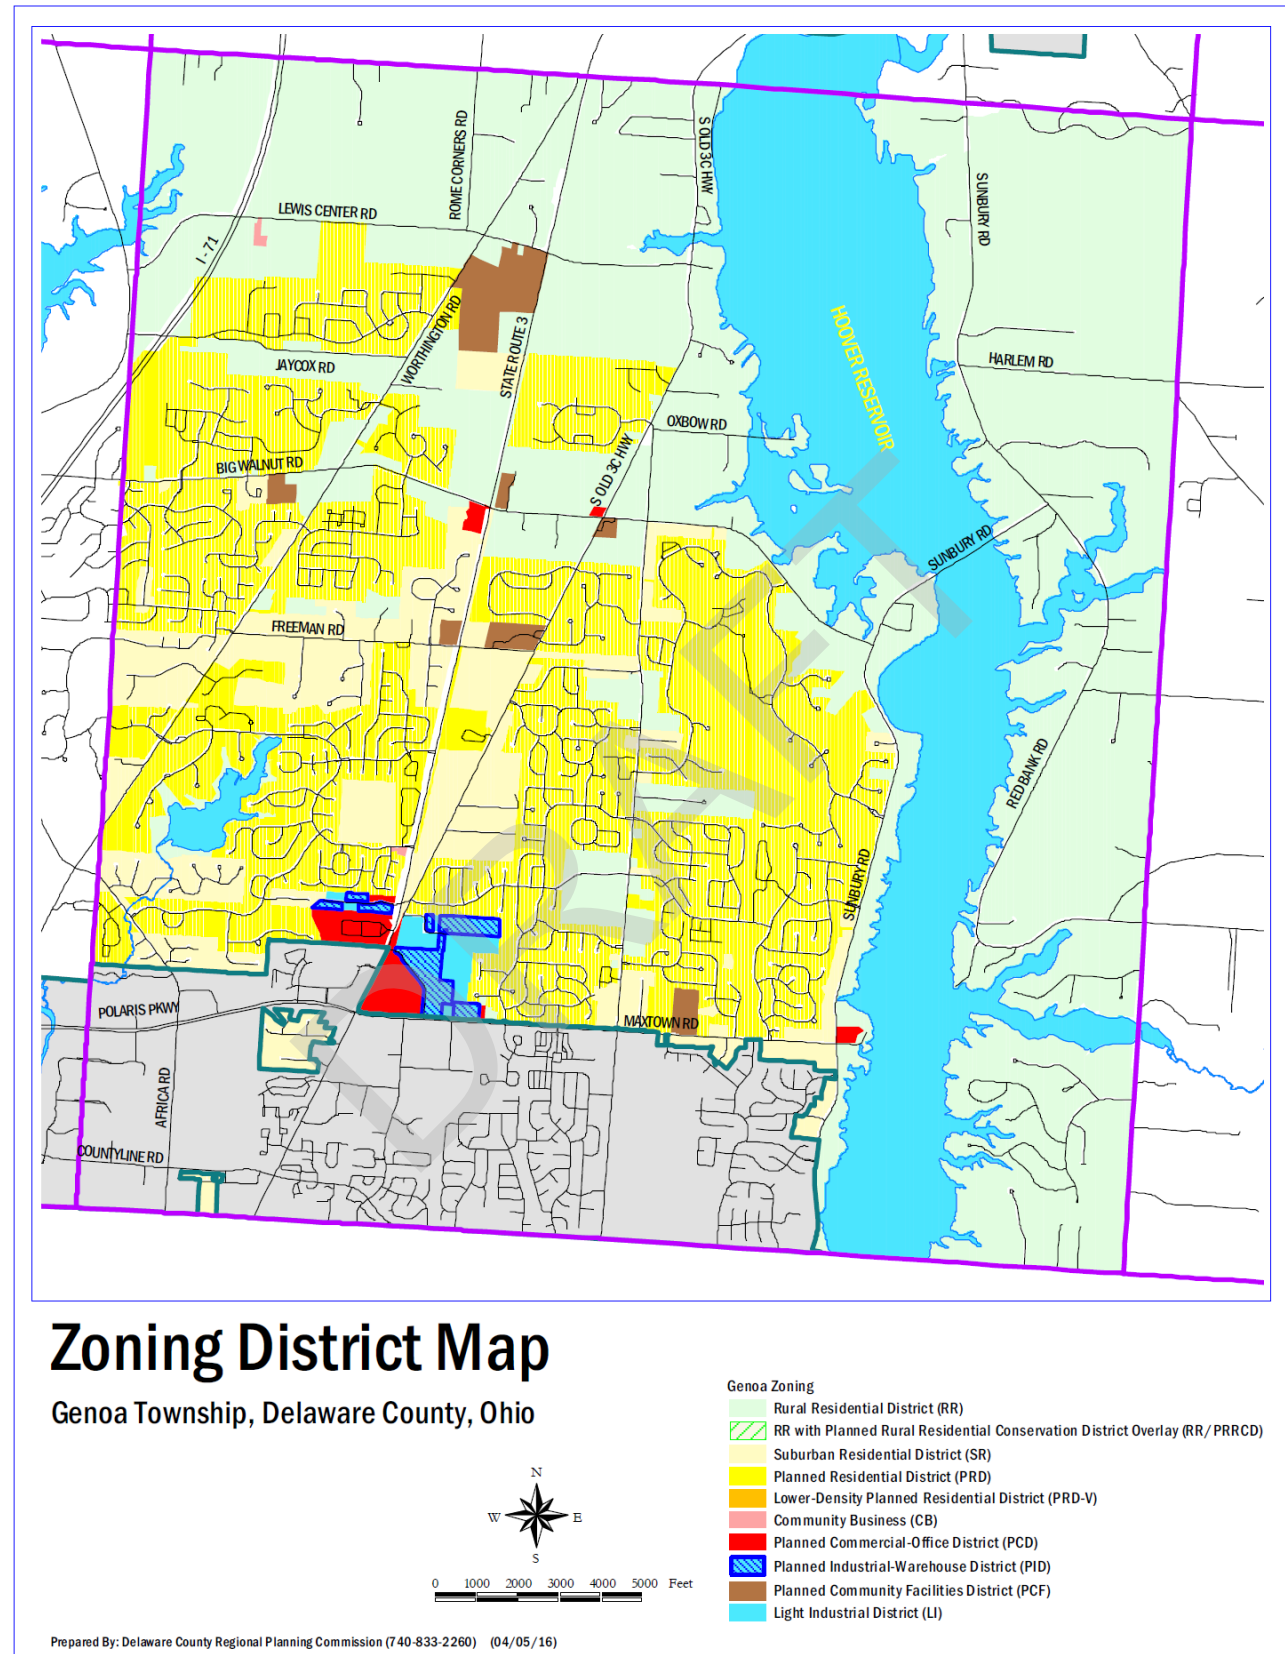 ROME CORNERS RD
S OLD 3C HWY
SUNBURY RD
LEWIS CENTER RD
I - 71
WORTHINGTON RD
STATE ROUTE 3
HOOVER RESERVOIR
HARLEM RD
JAYCOX RD
OXBOW RD
S OLD 3C HWY
BIG WALNUT RD
SUNBURY RD
FREEMAN RD
DRAFT
RED BANK RD
SUNBURY RD
POLARIS PKWY
MAXTOWN RD
AFRICA RD
COUNTYLINE RD
Zoning District Map
Genoa Township, Delaware County, Ohio
Genoa Zoning
Rural Residential District (RR)
RR with Planned Rural Residential Conservation District Overlay (RR/PRRCD)
Suburban Residential District (SR)
Planned Residential District (PRD)
Lower-Density Planned Residential District (PRD-V)
Community Business (CB)
Planned Commercial-Office District (PCD)
Planned Industrial-Warehouse District (PID)
Planned Community Facilities District (PCF)
Light Industrial District (LI)
N
W E
S
0 1000 2000 3000 4000 5000 Feet
Prepared By: Delaware County Regional Planning Commission (740-833-2260) (04/05/16)